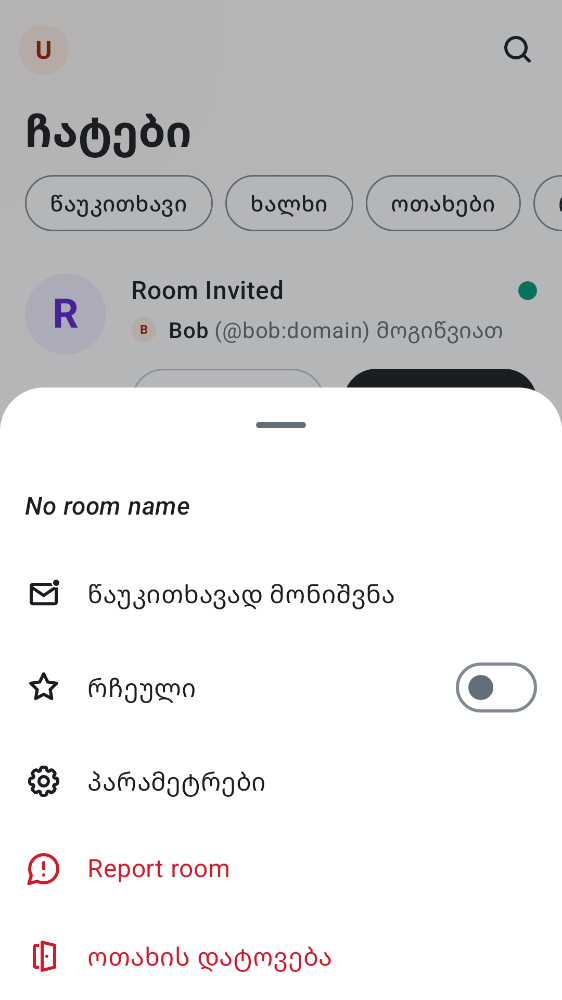 U
ჩატები
წაუკითხავი ხალხი ოთახები
R
Room Invited
B Bob (@bob:domain) მოგიწვიათ
No room name
წაუკითხავად მონიშვნა
რჩეული
პარამეტრები
Report room
ოთახის დატოვება